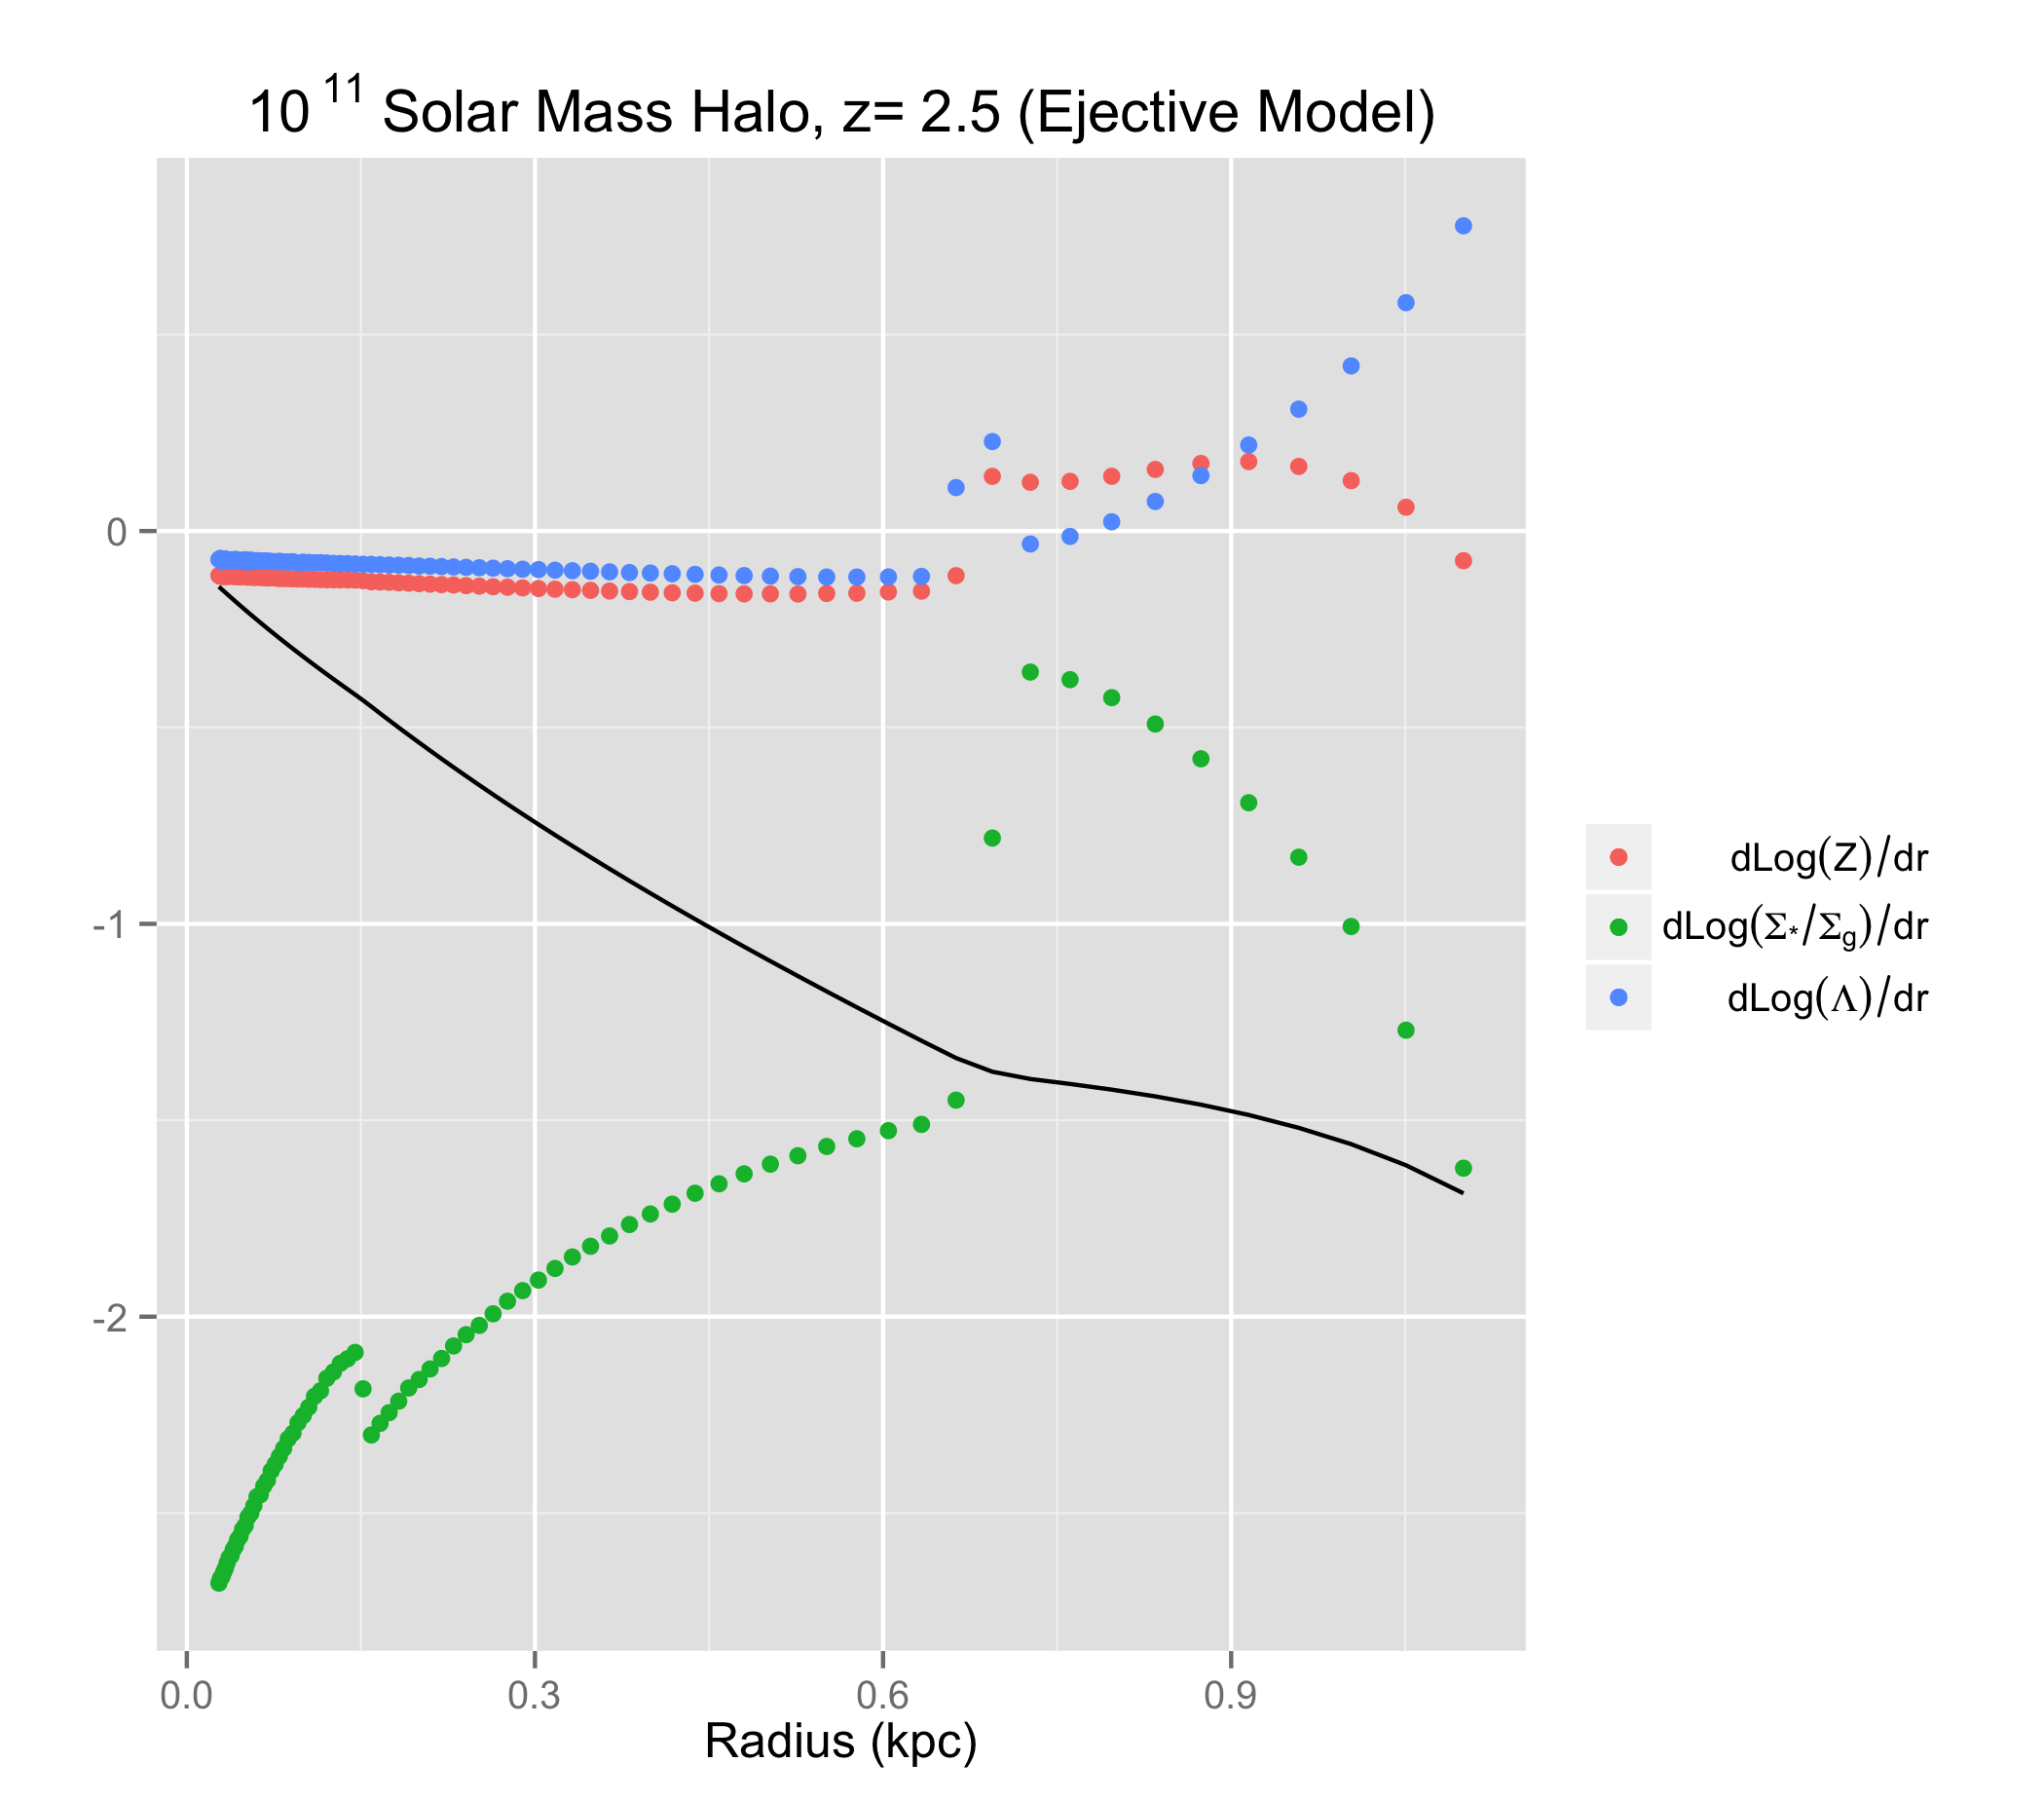 10^11 Solar Mass Halo, z= 2.5 (Ejective Model)
0
-1
-2
0.0 0.3 0.6 0.9
Radius (kpc)
dLog(Z)/dr
dLog(Σ*/Σg)/dr
dLog(Λ)/dr